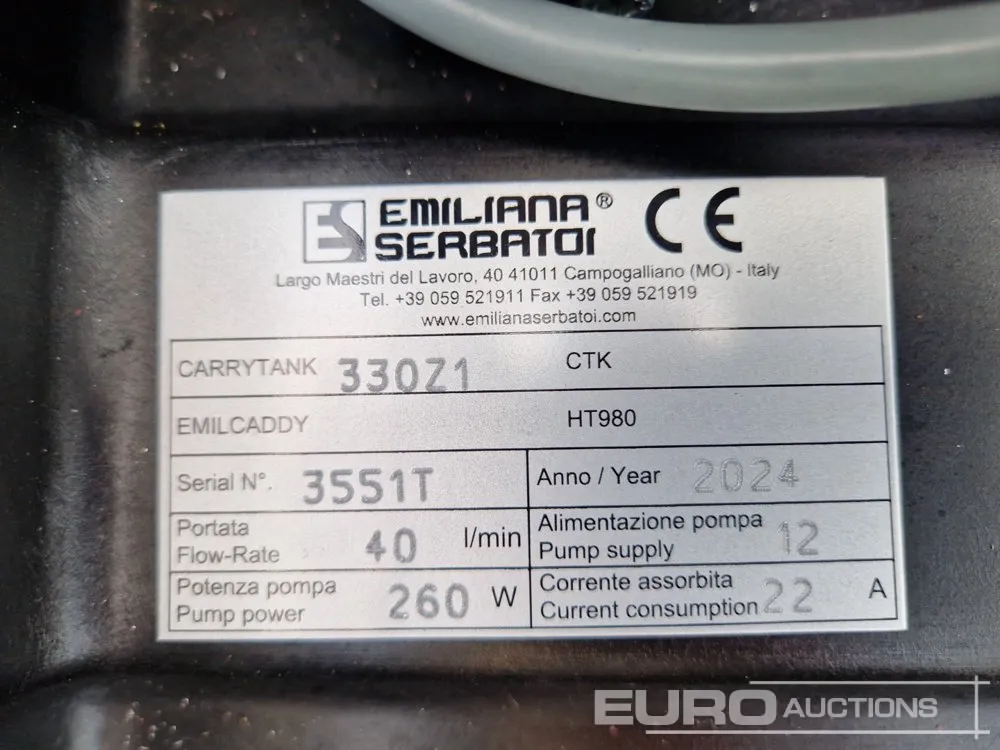 ES EMILIANA® SERBATOI CE
Largo Maestri del Lavoro, 40 41011 Campogalliano (MO) - Italy
Tel. +39 059 521911 Fax +39 059 521919
www.emilianaserbatoi.com
CARRYTANK 330Z1 CTK
EMILCADDY HT980
Serial N°. 3551T Anno / Year 2024
Portata
Flow-Rate 40 l/min
Alimentazione pompa
Pump supply 12
Potenza pompa
Pump power 260 W
Corrente assorbita
Current consumption 22 A
EURO AUCTIONS